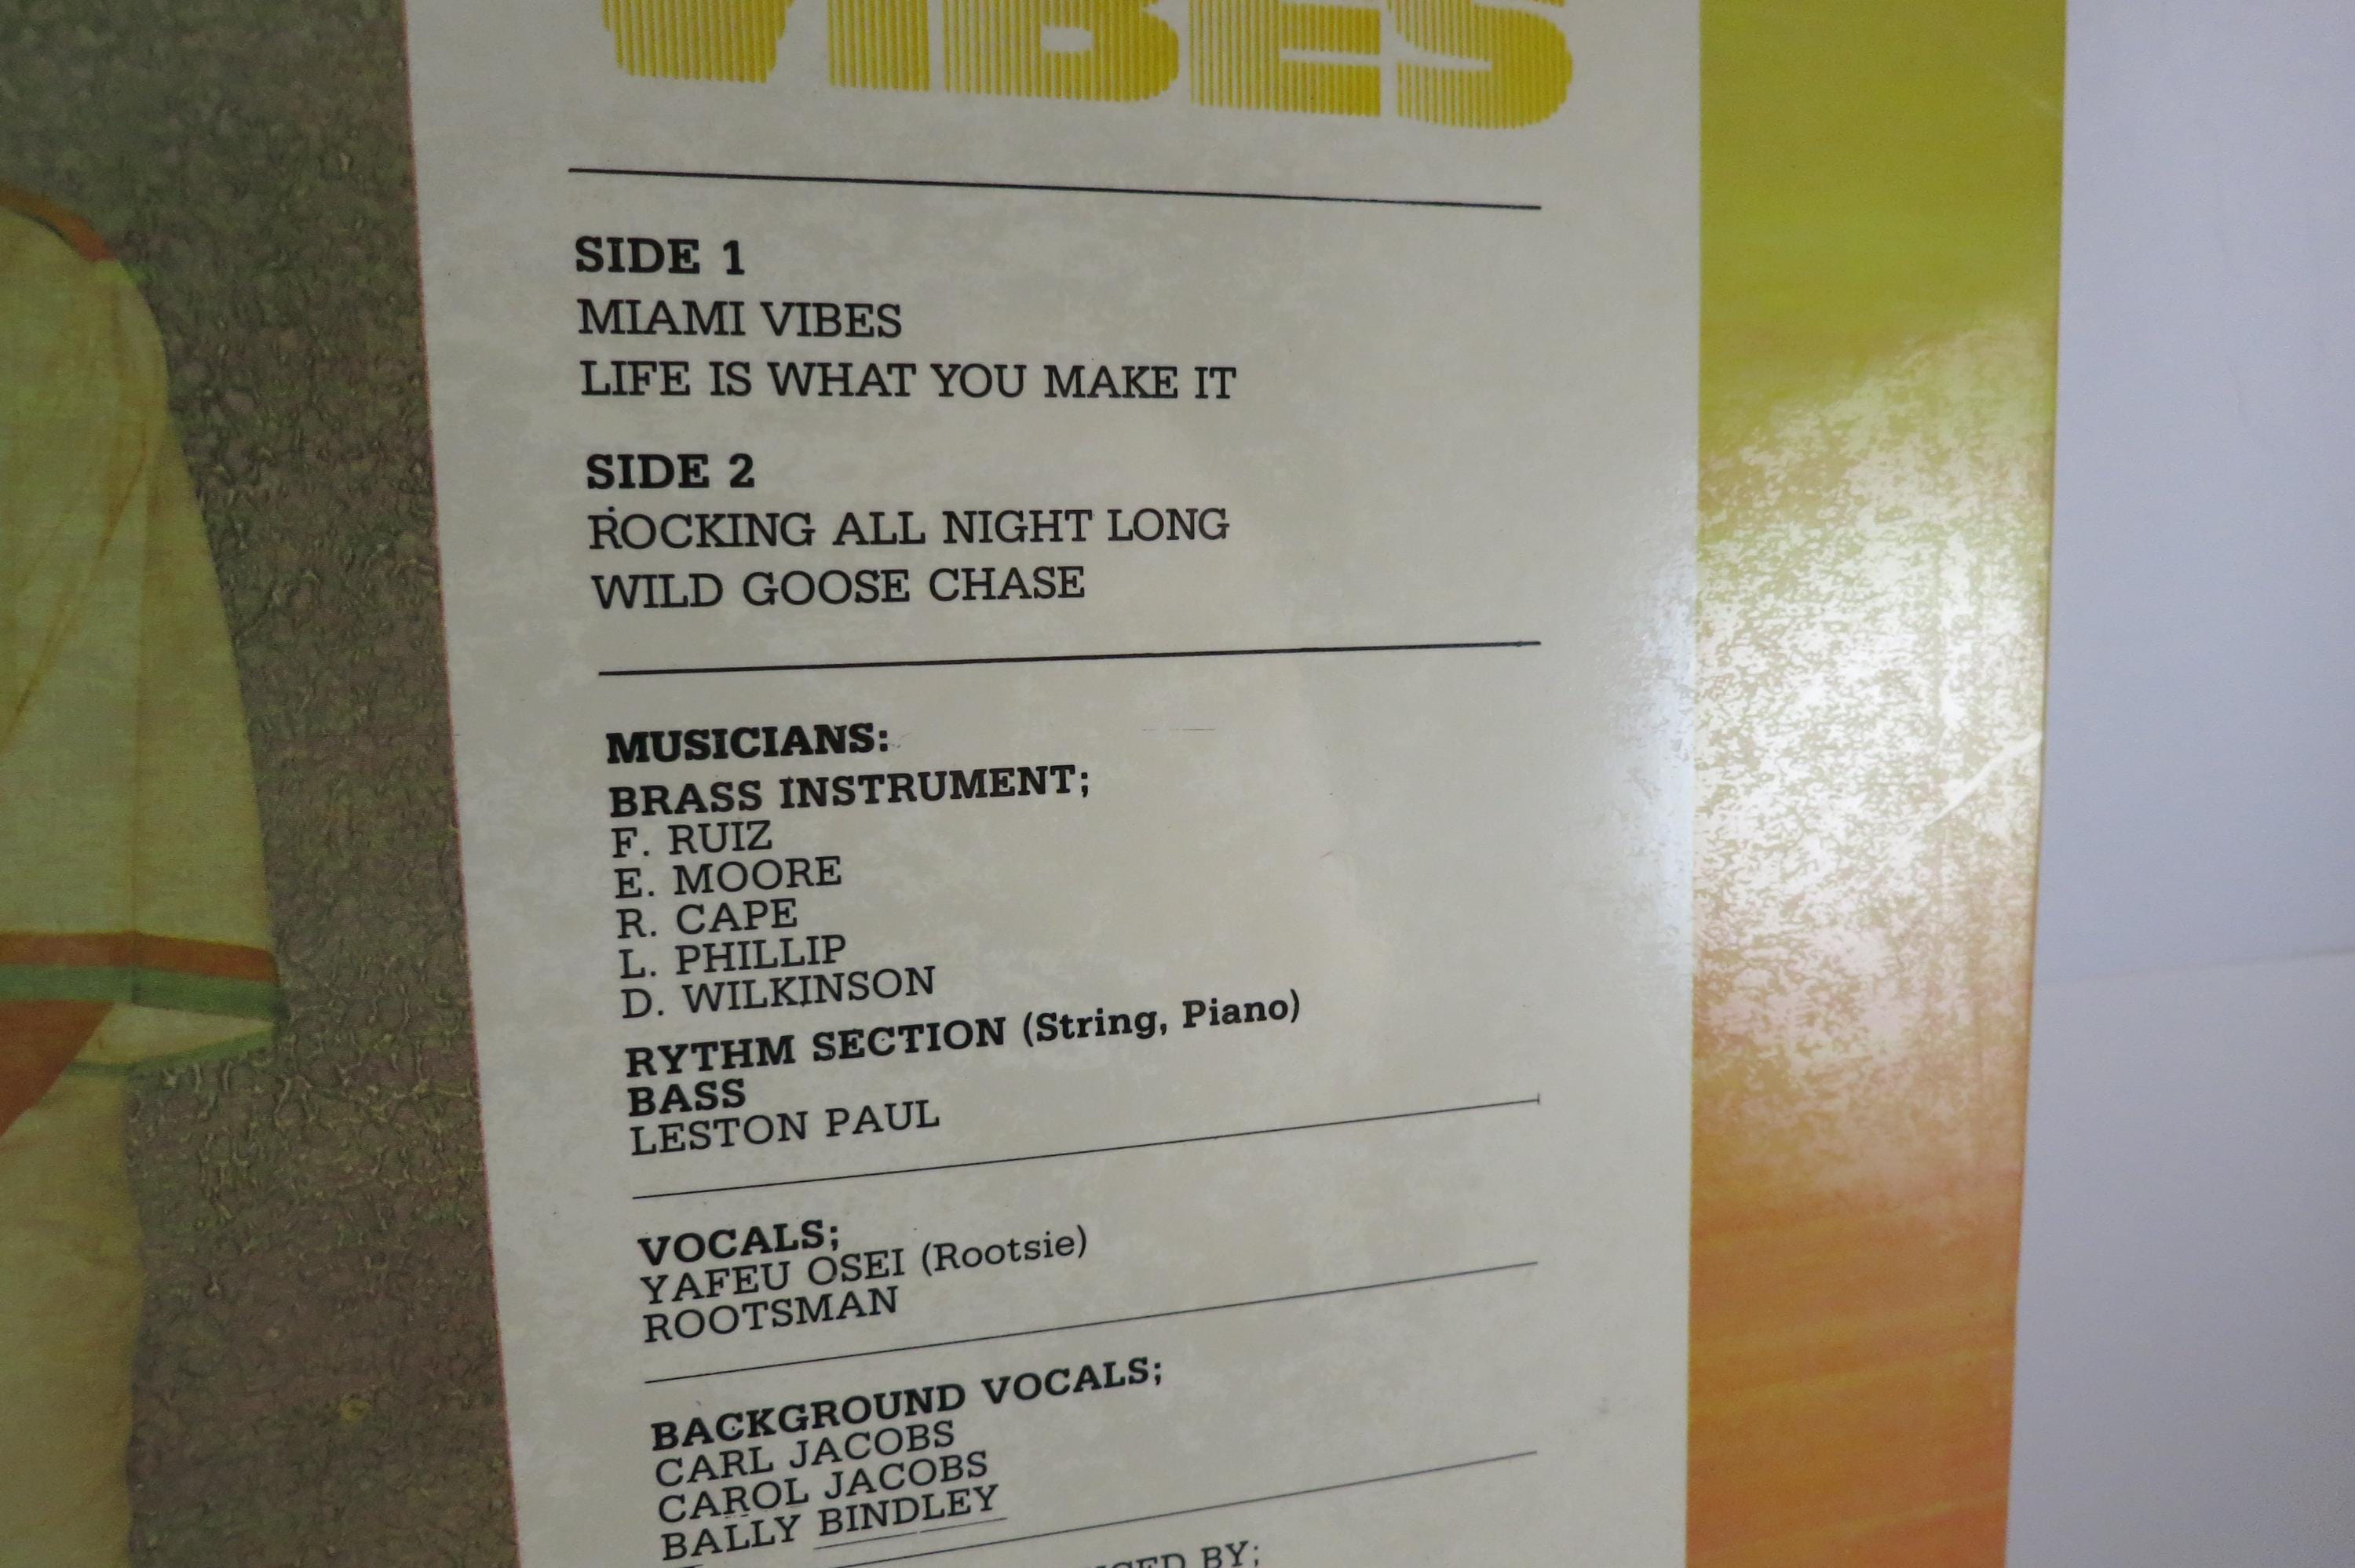 VIBES
SIDE 1
MIAMI VIBES
LIFE IS WHAT YOU MAKE IT
SIDE 2
ROCKING ALL NIGHT LONG
WILD GOOSE CHASE
MUSICIANS:
BRASS INSTRUMENT;
F. RUIZ
E. MOORE
R. CAPE
L. PHILLIP
D. WILKINSON
RYTHM SECTION (String, Piano)
BASS
LESTON PAUL
VOCALS;
YAFEU OSEI (Rootsie)
ROOTSMAN
BACKGROUND VOCALS;
CARL JACOBS
CAROL JACOBS
BALLY BINDLEY
BY;